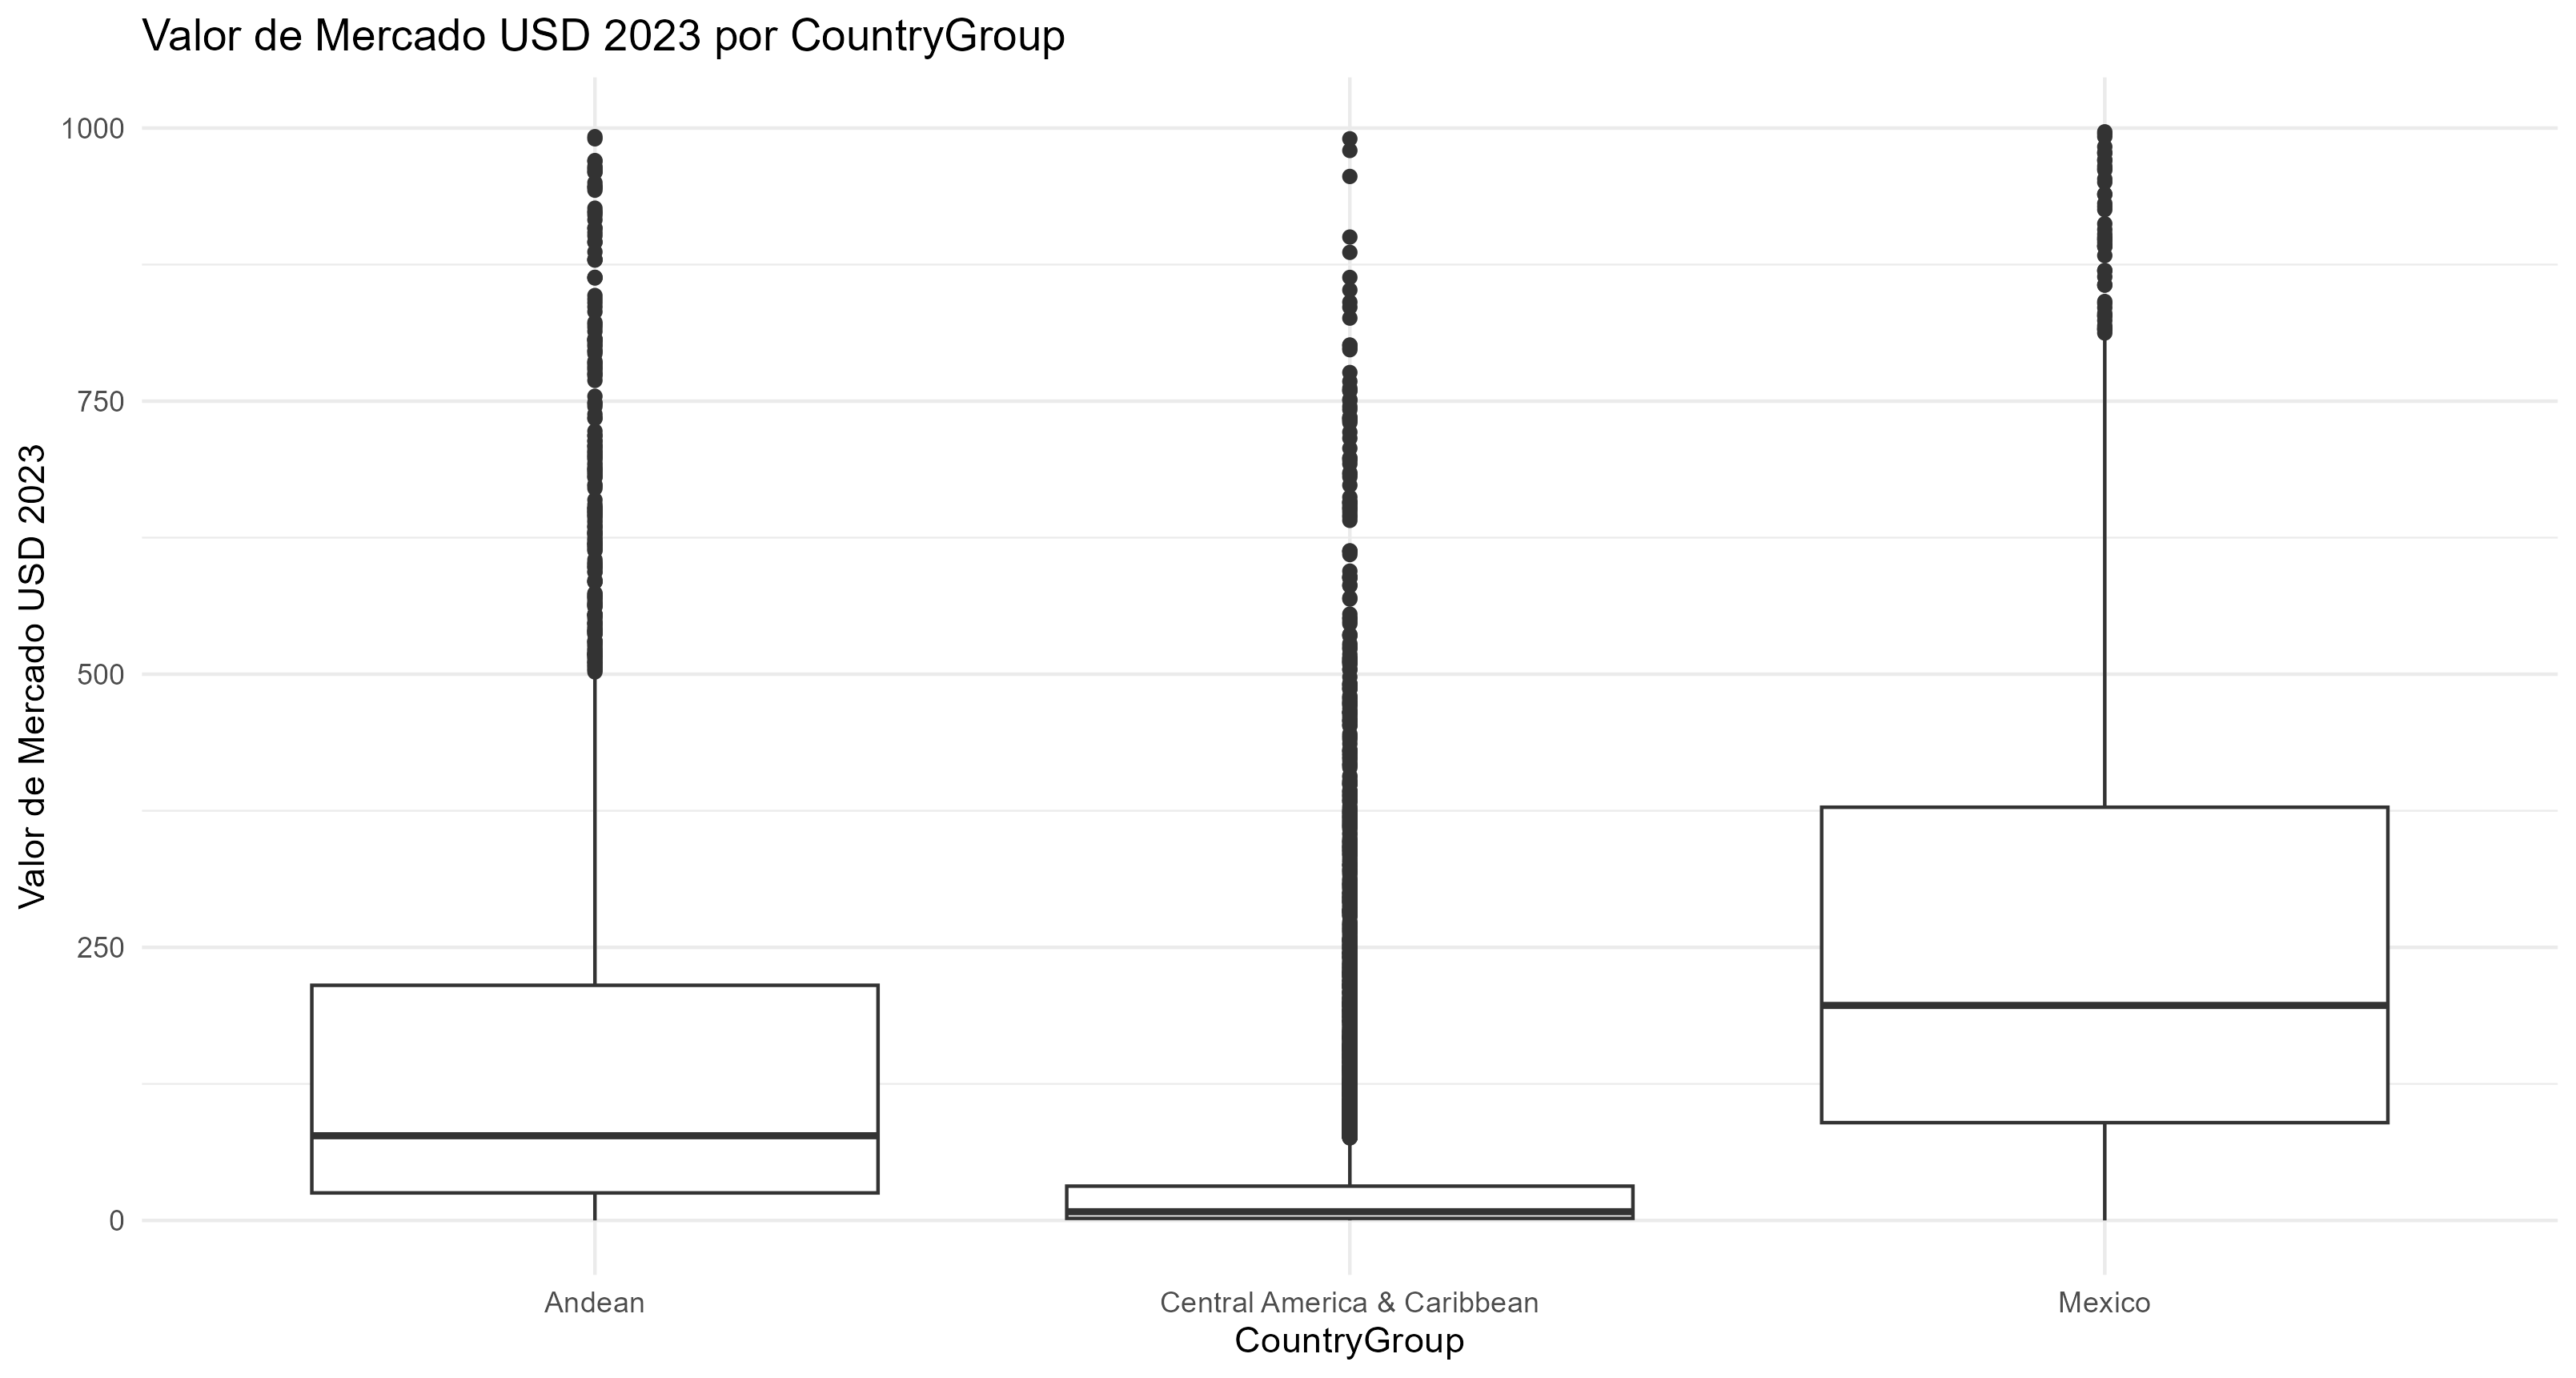 Valor de Mercado USD 2023 por CountryGroup
Valor de Mercado USD 2023
1000
750
500
250
0
Andean
Central America & Caribbean
Mexico
CountryGroup